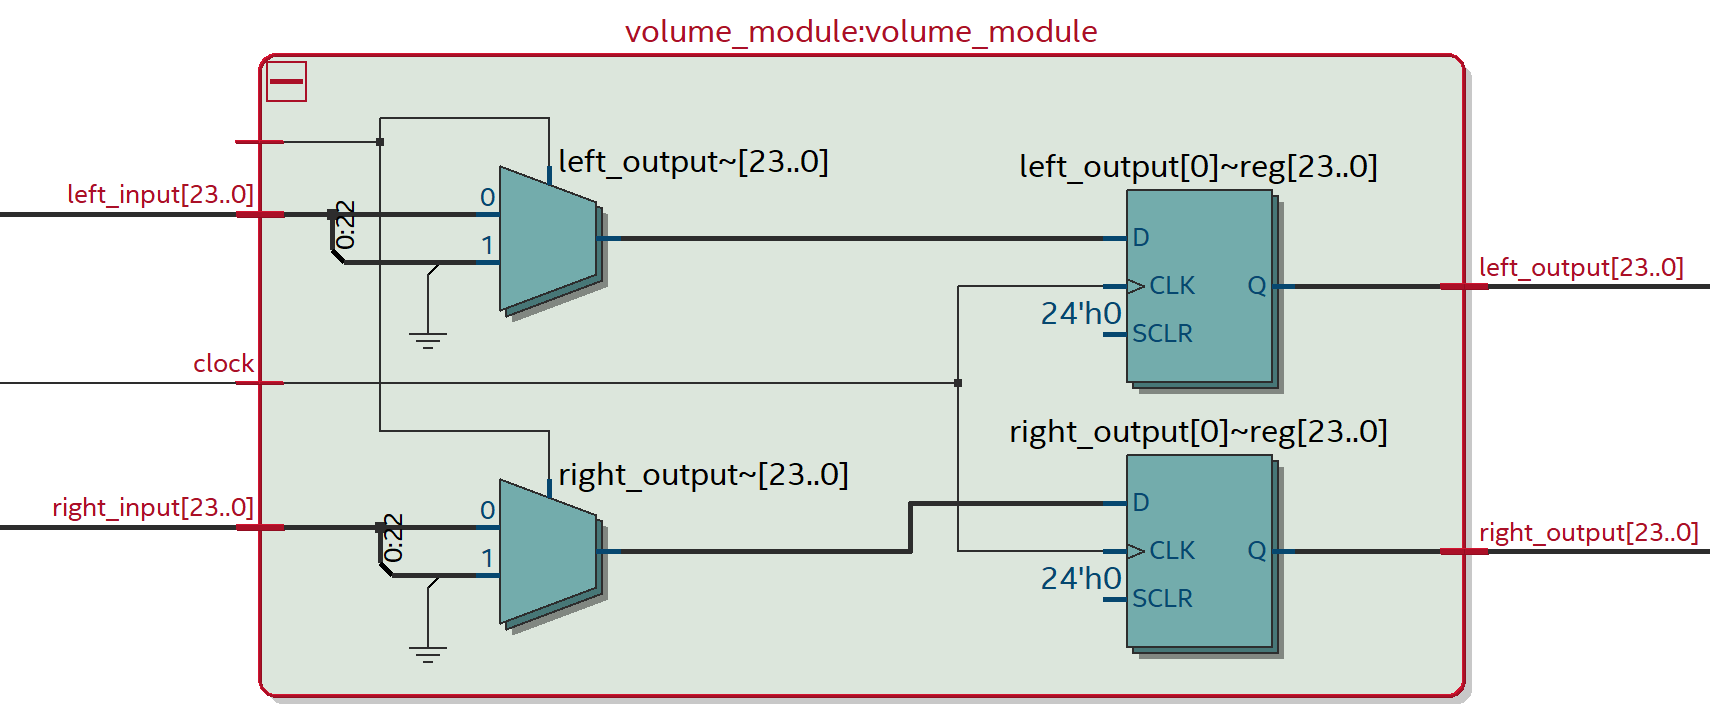 volume_module:volume_module
left_output~[23..0]
left_output[0]~reg[23..0]
left_input[23..0]
0
0:22
1
D
CLK
Q
left_output[23..0]
24'h0
SCLR
clock
right_output[0]~reg[23..0]
right_output~[23..0]
right_input[23..0]
0
0:22
1
D
CLK
Q
right_output[23..0]
24'h0
SCLR